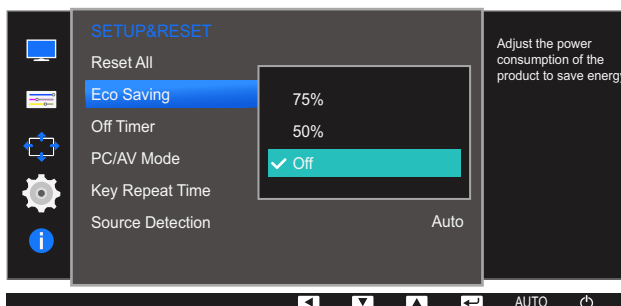 SETUP&RESET
Reset All
Eco Saving
Off Timer
PC/AV Mode
Key Repeat Time
Source Detection
Auto
75%
50%
Off
Adjust the power
consumption of the
product to save energy
AUTO